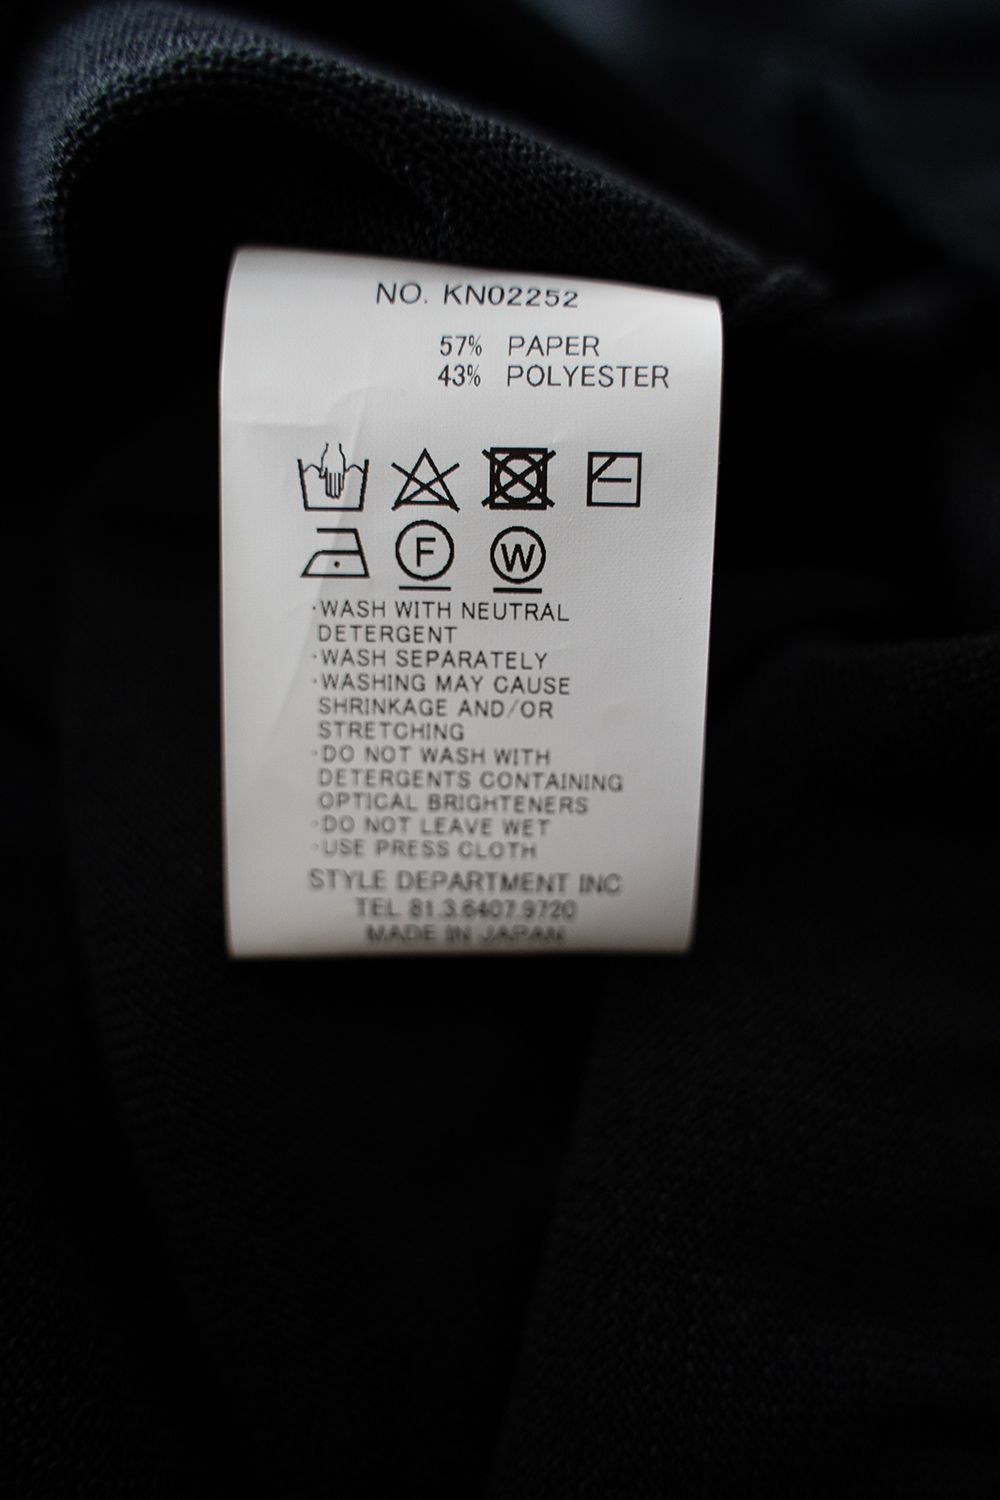 NO. KN02252
57% PAPER
43% POLYESTER
F W
·WASH WITH NEUTRAL
DETERGENT
·WASH SEPARATELY
·WASHING MAY CAUSE
SHRINKAGE AND/OR
STRETCHING
·DO NOT WASH WITH
DETERGENTS CONTAINING
OPTICAL BRIGHTENERS
·DO NOT LEAVE WET
·USE PRESS CLOTH
STYLE DEPARTMENT INC
TEL 81.3.6407.9720
MADE IN JAPAN